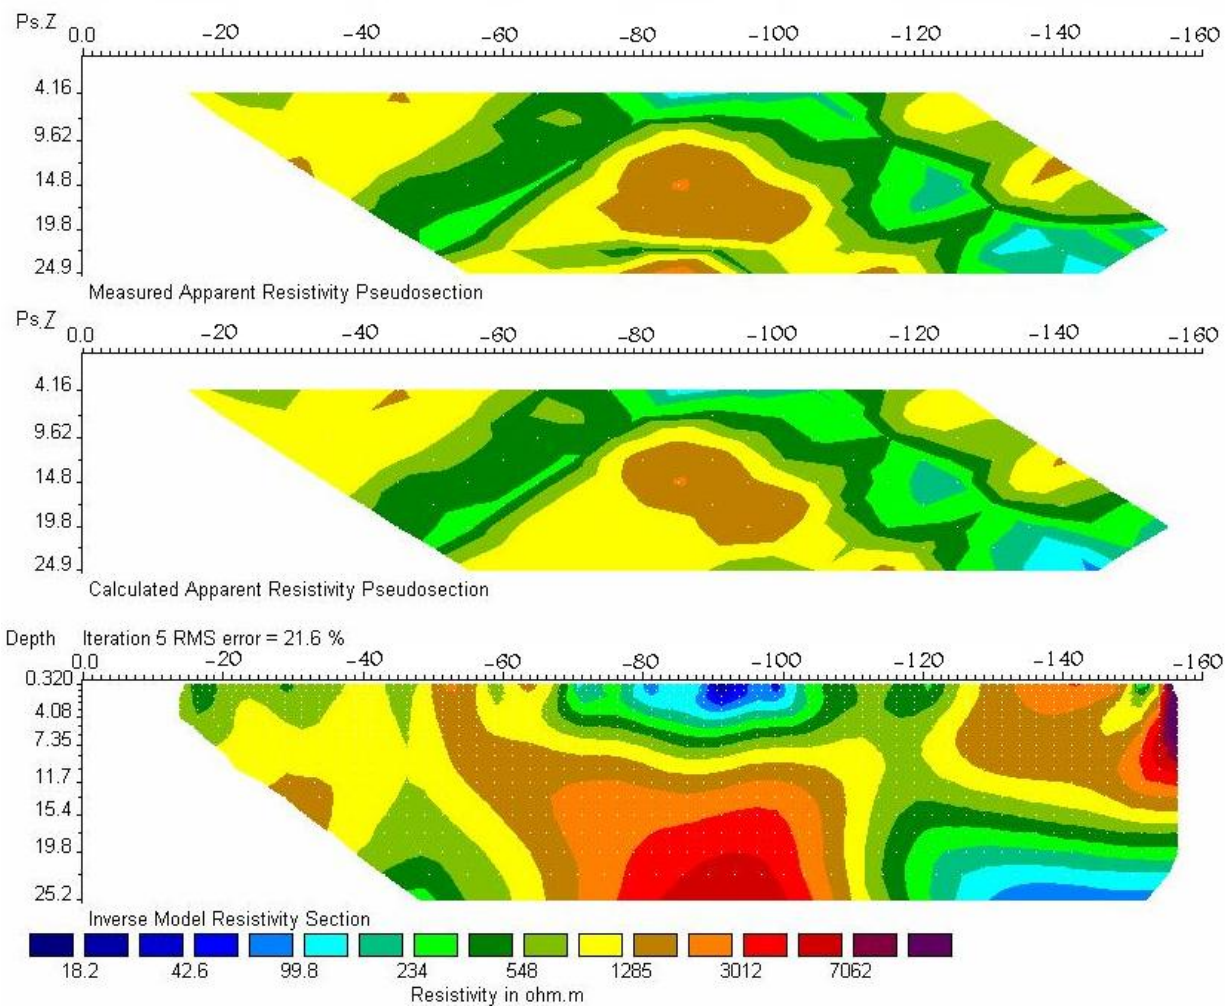 Ps.Z 0.0 -20 -40 -60 -80 -100 -120 -140 -160
4.16
9.62
14.8
19.8
24.9
Measured Apparent Resistivity Pseudosection
Ps.Z 0.0 -20 -40 -60 -80 -100 -120 -140 -160
4.16
9.62
14.8
19.8
24.9
Calculated Apparent Resistivity Pseudosection
Depth Iteration 5 RMS error = 21.6 %
0.0 -20 -40 -60 -80 -100 -120 -140 -160
0.320
4.08
7.35
11.7
15.4
19.8
25.2
Inverse Model Resistivity Section
18.2 42.6 99.8 234 548 1285 3012 7062
Resistivity in ohm.m